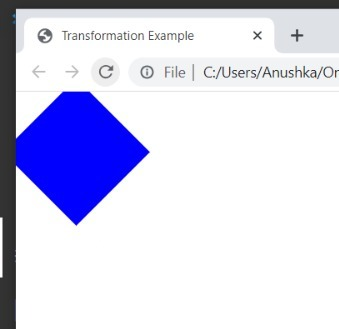 Transformation Example
File | C:/Users/Anushka/Or